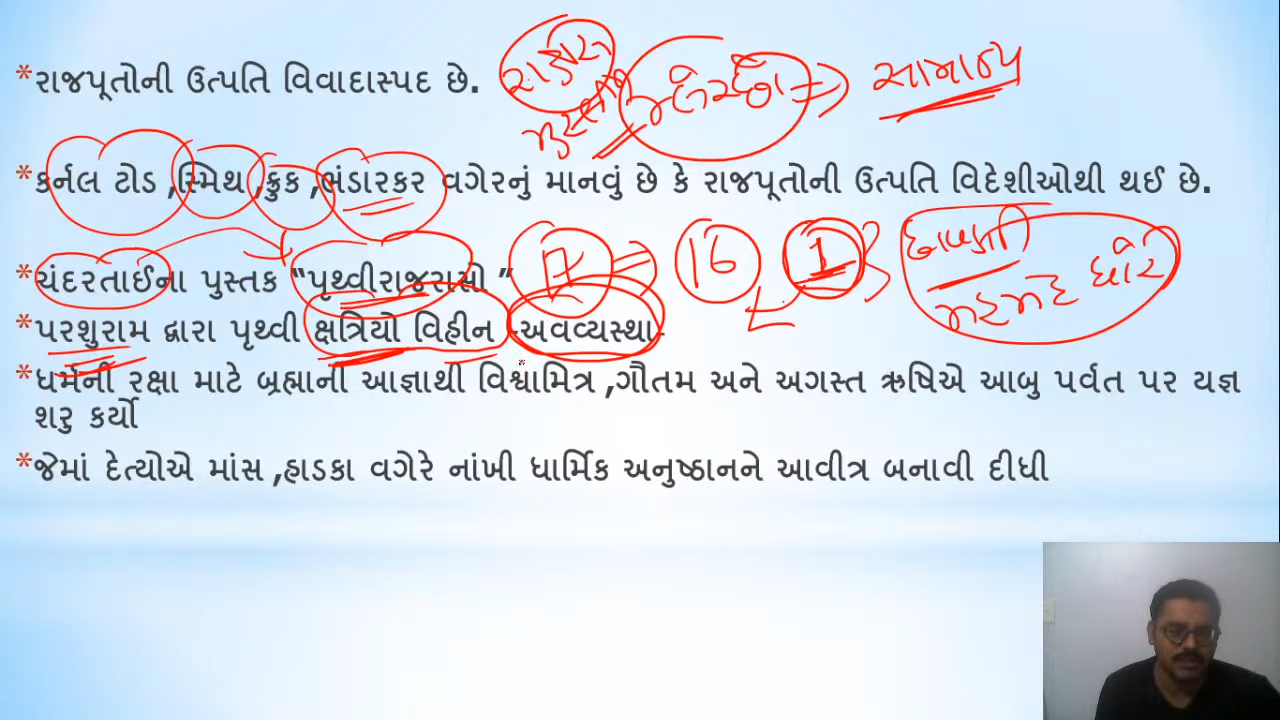 *રાજપૂતોની ઉત્પતિ વિવાદાસ્પદ છે.
સામાન્ય
*કર્નલ ટોડ ,સ્મિથ ,ક્રુક ,ભંડારકર વગેરનું માનવું છે કે રાજપૂતોની ઉત્પતિ વિદેશીઓથી થઈ છે.
*ચંદરતાઈના પુસ્તક “પૃથ્વીરાજરાસો ”
17 = 16 1
મહમદ ઘોરી
*પરશુરામ દ્વારા પૃથ્વી ક્ષત્રિયો વિહીન -અવવ્યસ્થા-
*ધર્મની રક્ષા માટે બ્રહ્માની આજ્ઞાથી વિશ્વામિત્ર ,ગૌતમ અને અગસ્ત ઋષિએ આબુ પર્વત પર યજ્ઞ
શરુ કર્યો
*જેમાં દેત્યોએ માંસ ,હાડકા વગેરે નાંખી ધાર્મિક અનુષ્ઠાનને આવીત્ર બનાવી દીધી